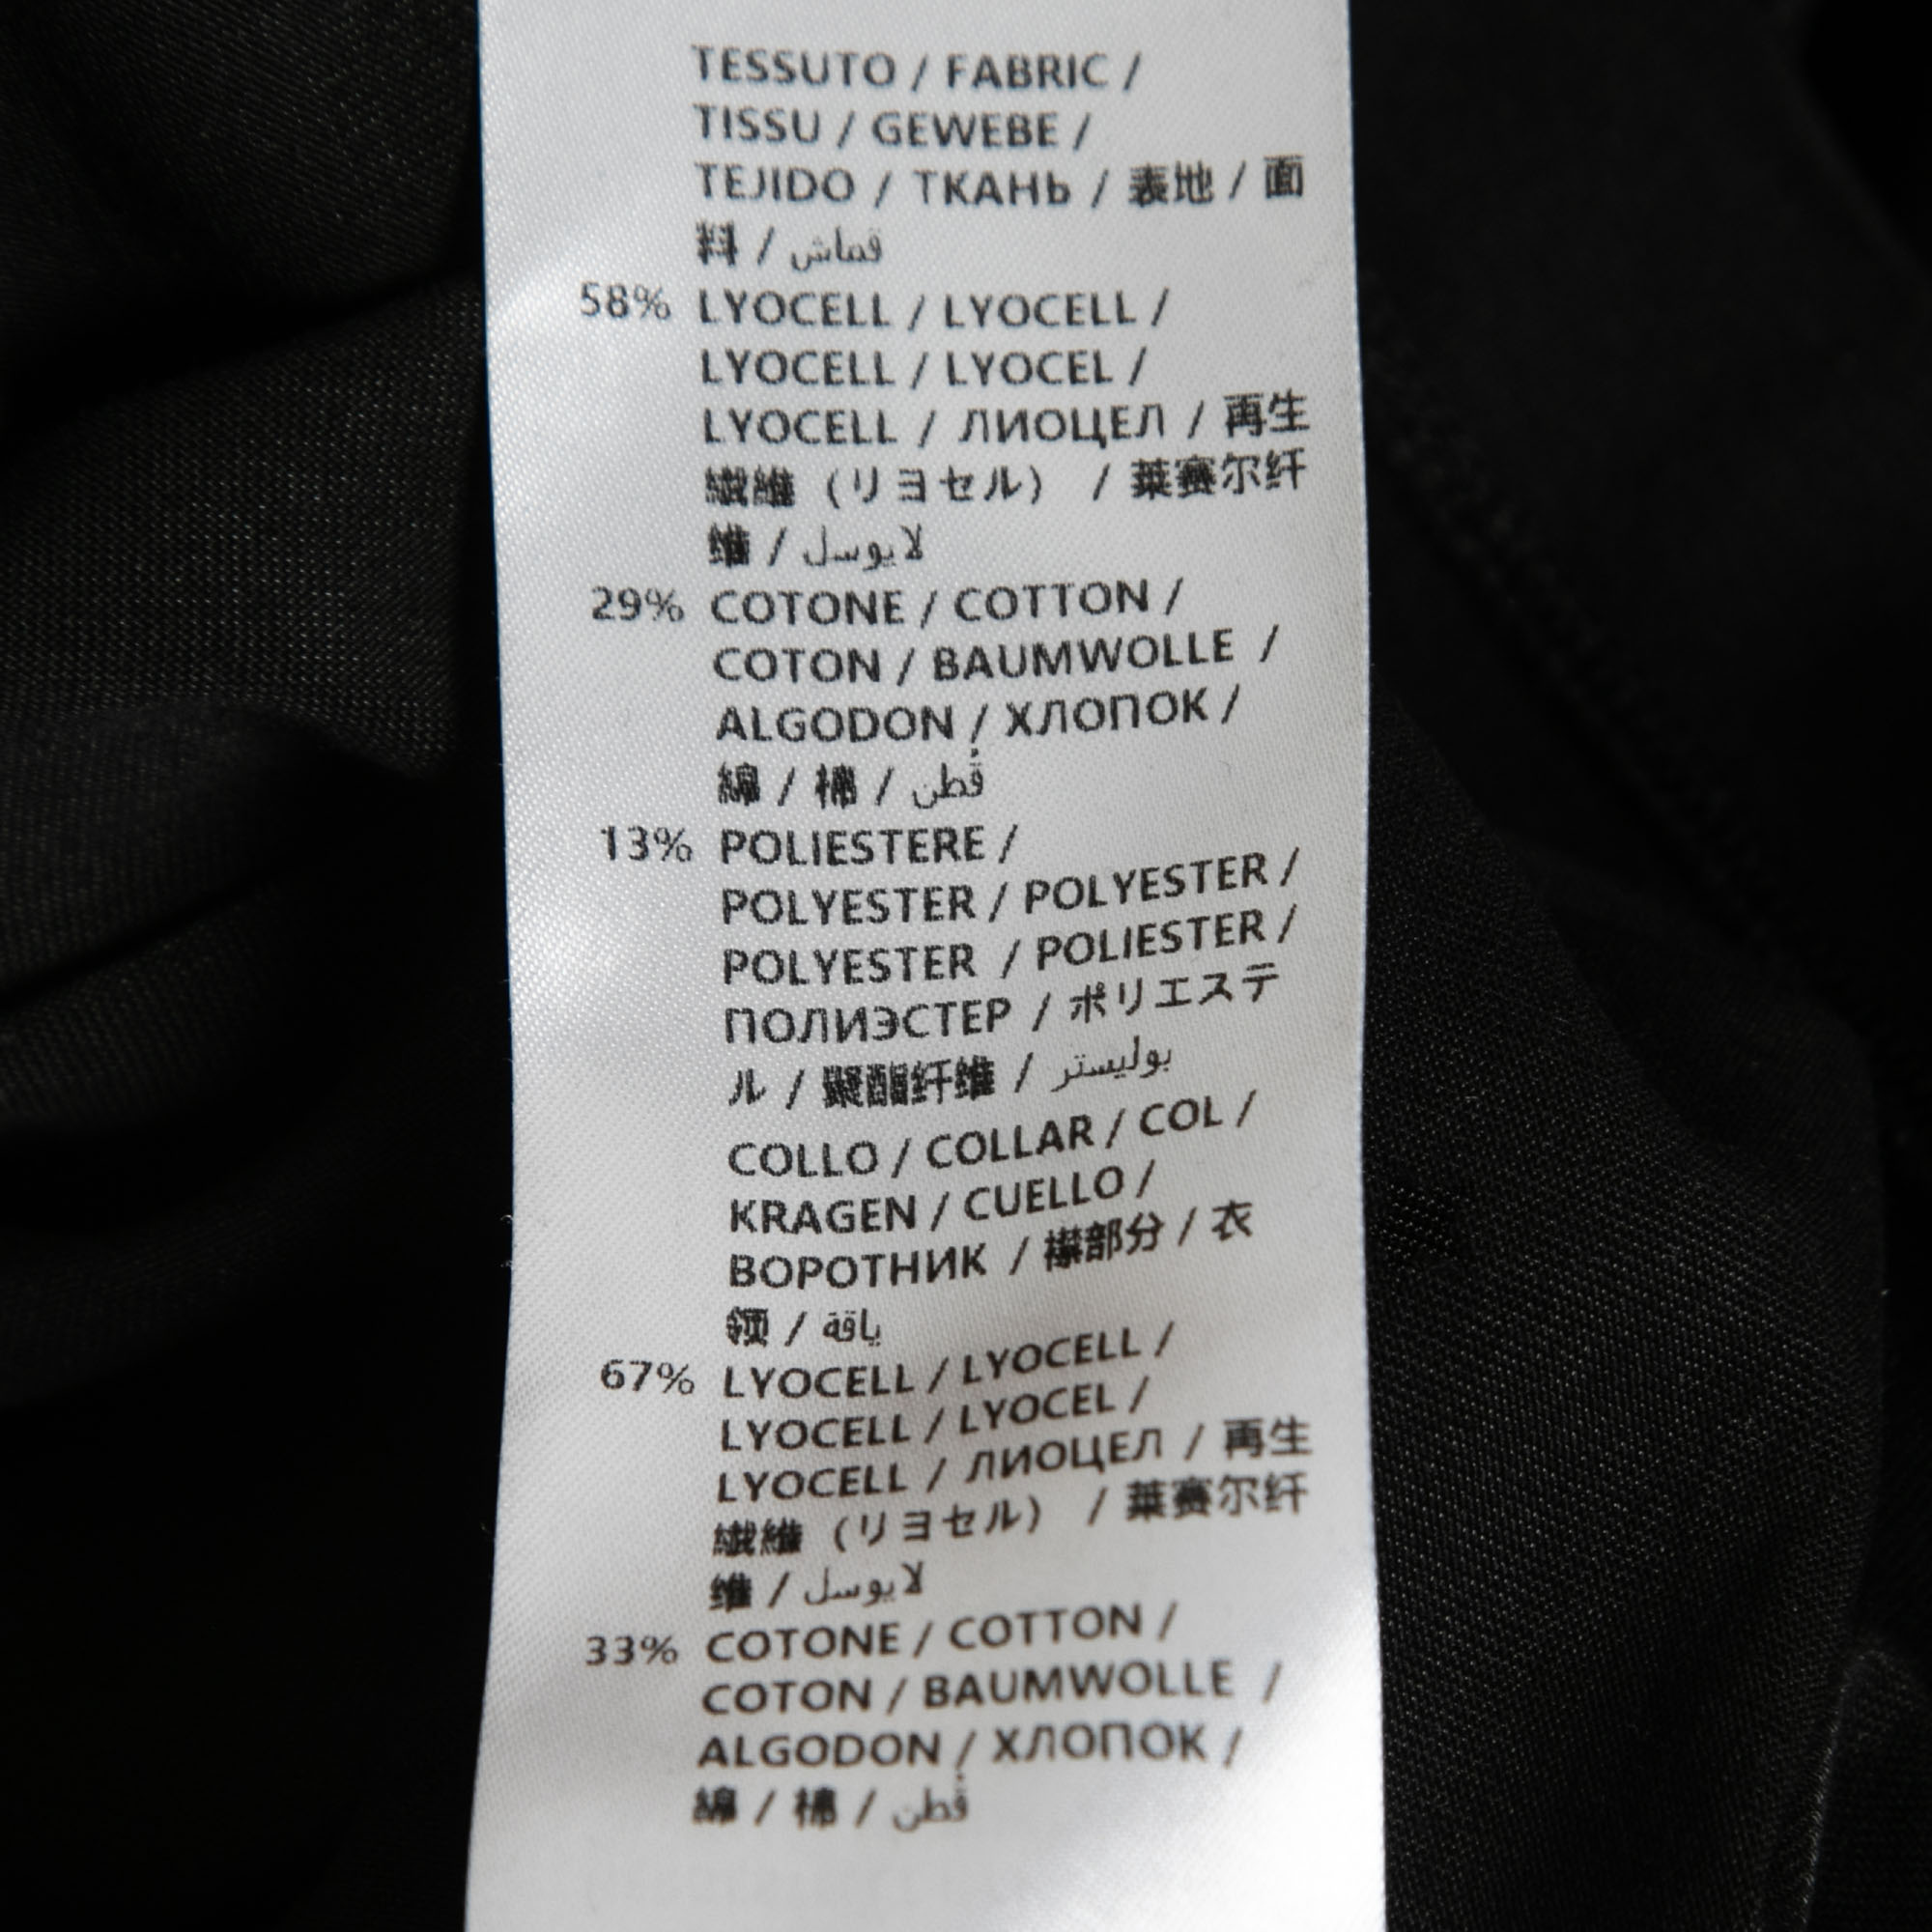 TESSUTO / FABRIC /
TISSU / GEWEBE /
TEJIDO / ТКАНЬ / 表地 / 面
料 / قماش
58% LYOCELL / LYOCELL /
LYOCELL / LYOCEL /
LYOCELL / ЛИОЦЕЛ / 再生
繊維（リヨセル） / 莱赛尔纤
维 / لايوسل
29% COTONE / COTTON /
COTON / BAUMWOLLE /
ALGODON / ХЛОПОК /
綿 / 棉 / قطن
13% POLIESTERE /
POLYESTER / POLYESTER /
POLYESTER / POLIESTER /
ПОЛИЭСТЕР / ポリエステ
ル / 聚酯纤维 / بوليستر
COLLO / COLLAR / COL /
KRAGEN / CUELLO /
ВОРОТНИК / 襟部分 / 衣
领 / ياقة
67% LYOCELL / LYOCELL /
LYOCELL / LYOCEL /
LYOCELL / ЛИОЦЕЛ / 再生
繊維（リヨセル） / 莱赛尔纤
维 / لايوسل
33% COTONE / COTTON /
COTON / BAUMWOLLE /
ALGODON / ХЛОПОК /
綿 / 棉 / قطن